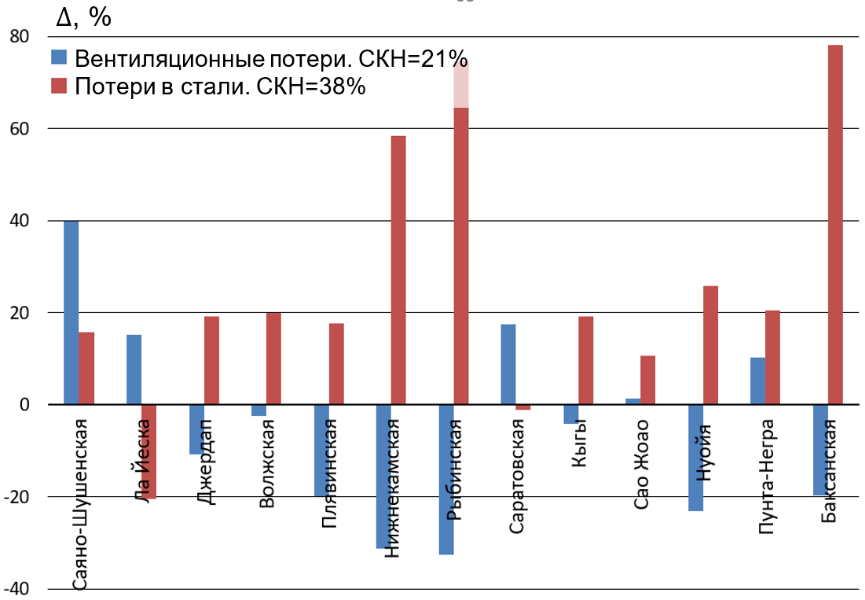 Δ, %
80
Вентиляционные потери. СКН=21%
Потери в стали. СКН=38%
60
40
20
0
-20
-40
Саяно-Шушенская
Ла Йеска
Джердап
Волжская
Плявинская
Нижнекамская
Рыбинская
Саратовская
Кыгы
Сао Жоао
Нуойя
Пунта-Негра
Баксанская